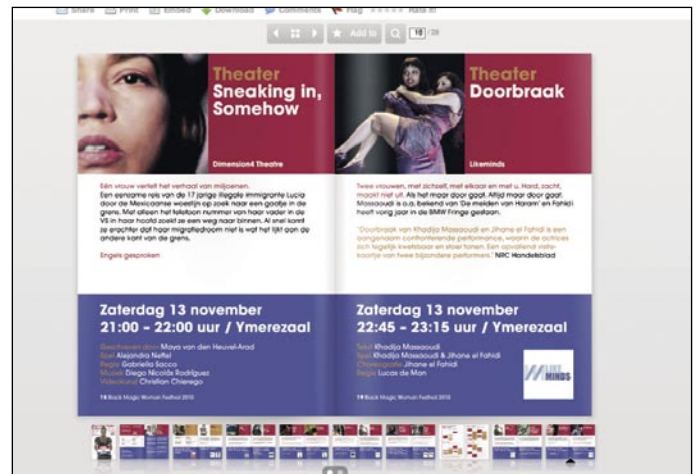 Share Print Embed Download Comments Flag Rate it!
Add to 10 /28
Theater
Sneaking in,
Somehow
Dimension4 Theatre
Eén vrouw vertelt het verhaal van miljoenen.
Een eenzame reis van de 17 jarige illegale immigrante Lucia
door de Mexicaanse woestijn op zoek naar een gaatje in de
grens. Met alleen het telefoon nummer van haar vader in de
VS in haar hoofd zoekt ze een weg naar binnen. Al snel komt
ze erachter dat haar migratiedroom niet is wat het lijkt aan de
andere kant van de grens.
Engels gesproken
Zaterdag 13 november
21:00 - 22:00 uur / Ymerezaal
Geschreven door Maya van den Heuvel-Arad
Spel Alejandra Neffel
Regie Gabriella Sacco
Muziek Diego Nicolás Rodríguez
Videokunst Christian Chierego
18 Black Magic Woman Festival 2010
Theater
Doorbraak
Likeminds
Twee vrouwen, met zichzelf, met elkaar en met u. Hard, zacht,
maakt niet uit. Als het maar door gaat. Altijd maar door gaat.
Massaoudi is o.a. bekend van 'De meiden van Haram' en Fahidi
heeft vorig jaar in de BMW Fringe gestaan.
"Doorbraak van Khadija Massaoudi en Jihane el Fahidi is een
aangenaam confronterende performance, waarin de actrices
zich tegelijk kwetsbaar en stoer tonen. Een opvallend visite-
kaartje van twee bijzondere performers." NRC Handelsblad
Zaterdag 13 november
22:45 - 23:15 uur / Ymerezaal
Tekst Khadija Massaoudi
Spel Khadija Massaoudi & Jihane el Fahidi
Choreografie Jihane el Fahidi
Regie Lucas de Man
LIKE
MINDS
19 Black Magic Woman Festival 2010